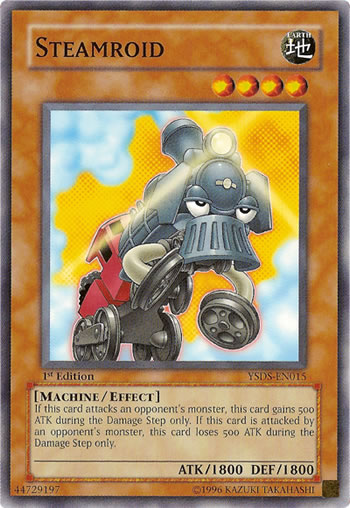 STEAMROID
EARTH
地
1st Edition
YSDS-EN015
[MACHINE / EFFECT]
If this card attacks an opponent's monster, this card gains 500
ATK during the Damage Step only. If this card is attacked by
an opponent's monster, this card loses 500 ATK during the
Damage Step only.
ATK/1800 DEF/1800
44729197
©1996 KAZUKI TAKAHASHI